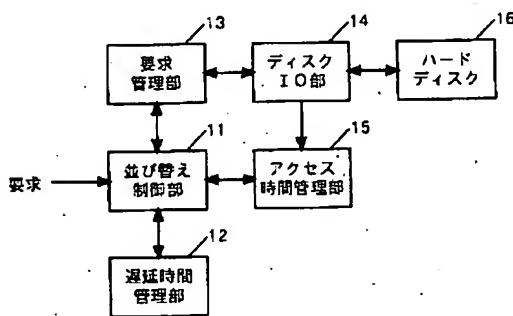 13
要求
管理部
14
ディスク
IO部
16
ハード
ディスク
11
要求
並び替え
制御部
15
アクセス
時間管理部
12
遅延時間
管理部